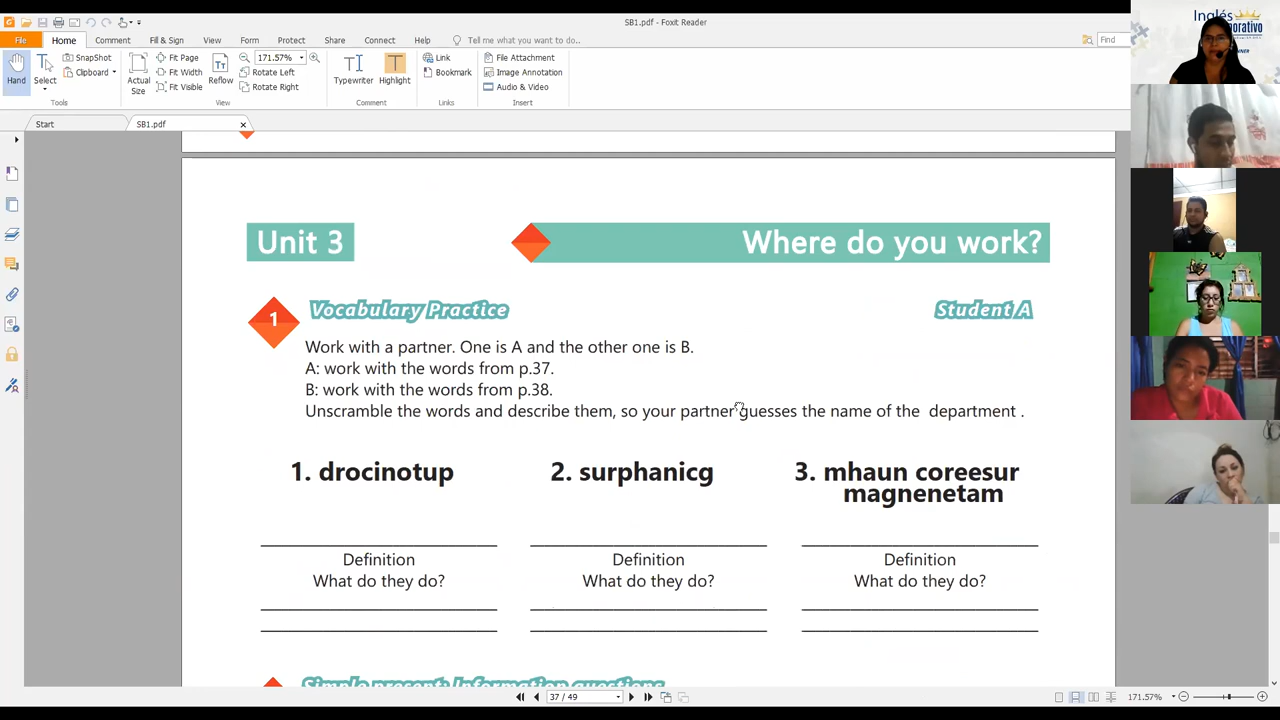 SB1.pdf - Foxit Reader
File Home Comment Fill & Sign View Form Protect Share Connect Help Tell me what you want to do.. Find
Hand
Select
SnapShot
Clipboard
Tools
Actual Size
Fit Page
Fit Width
Fit Visible
Reflow
171.57%
Rotate Left
Rotate Right
View
Typewriter
Highlight
Comment
Link
Bookmark
Links
File Attachment
Image Annotation
Audio & Video
Insert
Start SB1.pdf
Inglés
Unit 3 Where do you work?
1 Vocabulary Practice Student A
Work with a partner. One is A and the other one is B.
A: work with the words from p.37.
B: work with the words from p.38.
Unscramble the words and describe them, so your partner guesses the name of the department .
1. drocinotup 2. surphanicg 3. mhaun coreesur
magnenetam
Definition Definition Definition
What do they do? What do they do? What do they do?
Simple present: Information questions
37 / 49 171.57%